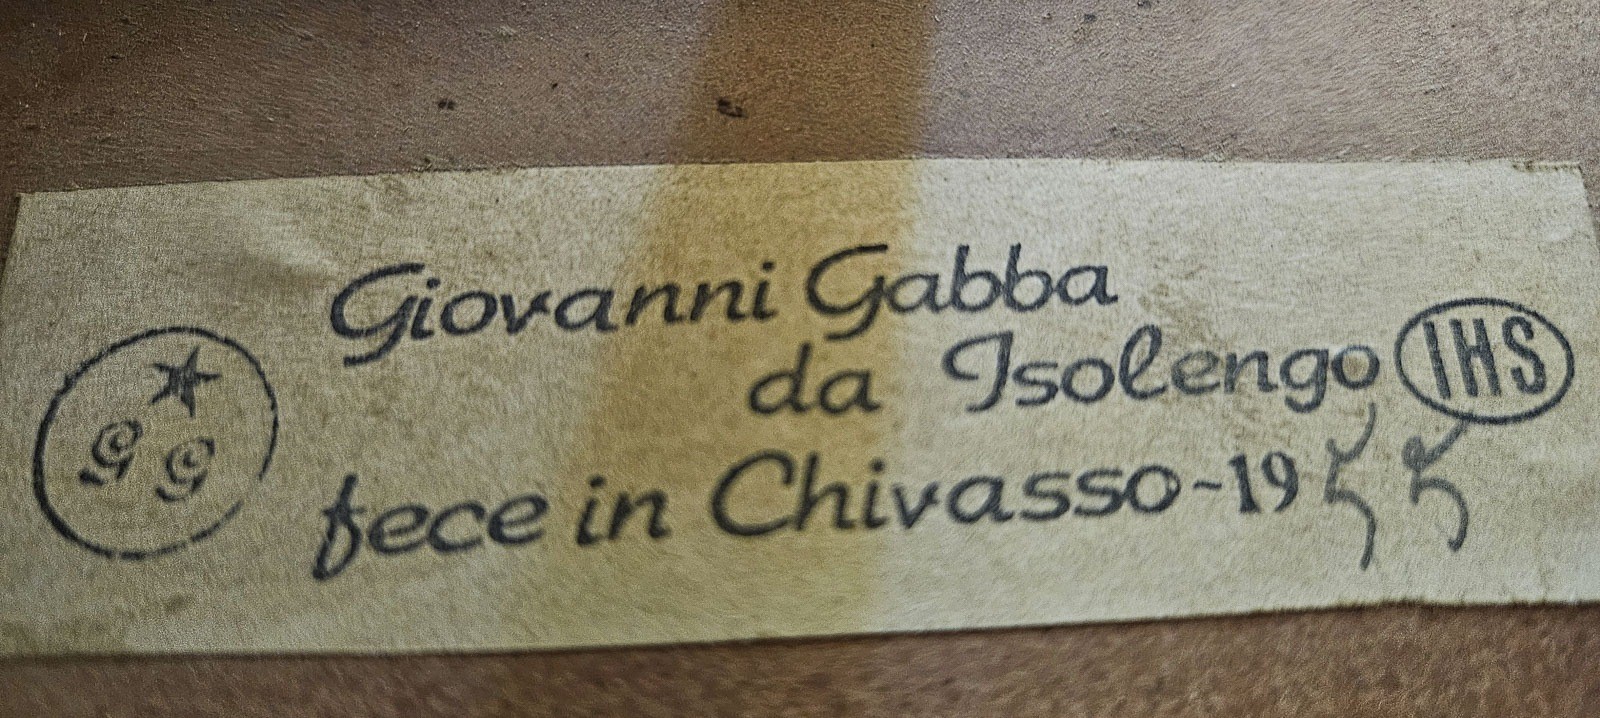 Giovanni Gabba
da Isolengo IHS
GG
fece in Chivasso-1955